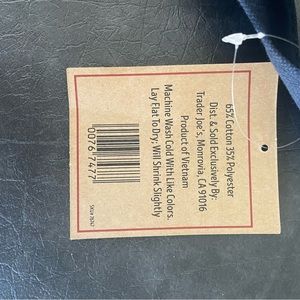 65% Cotton 35% Polyester
Dist. & Sold Exclusively By:
Trader Joe's, Monrovia, CA 91016
Product of Vietnam
Machine Wash Cold With Like Colors.
Lay Flat To Dry; Will Shrink Slightly
00767747